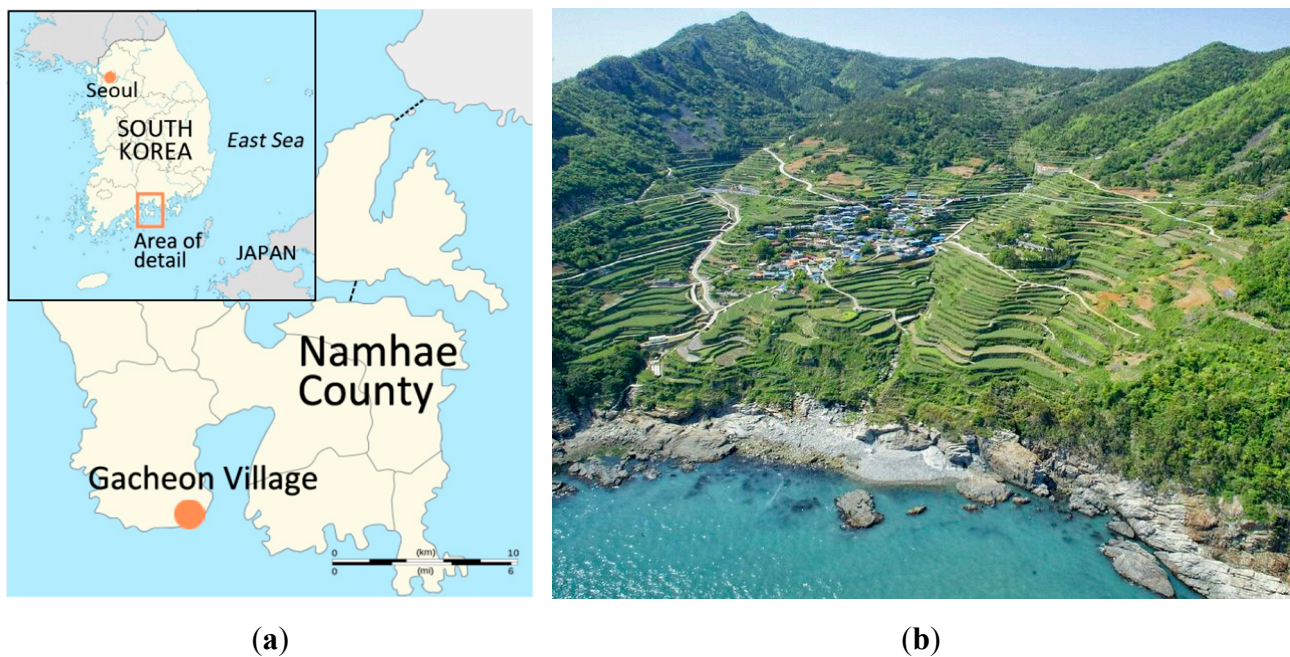 Seoul
SOUTH
KOREA
East Sea
Area of
detail
JAPAN
Namhae
County
Gacheon Village
0 (km) 10
0 (mi) 6
(a)
(b)